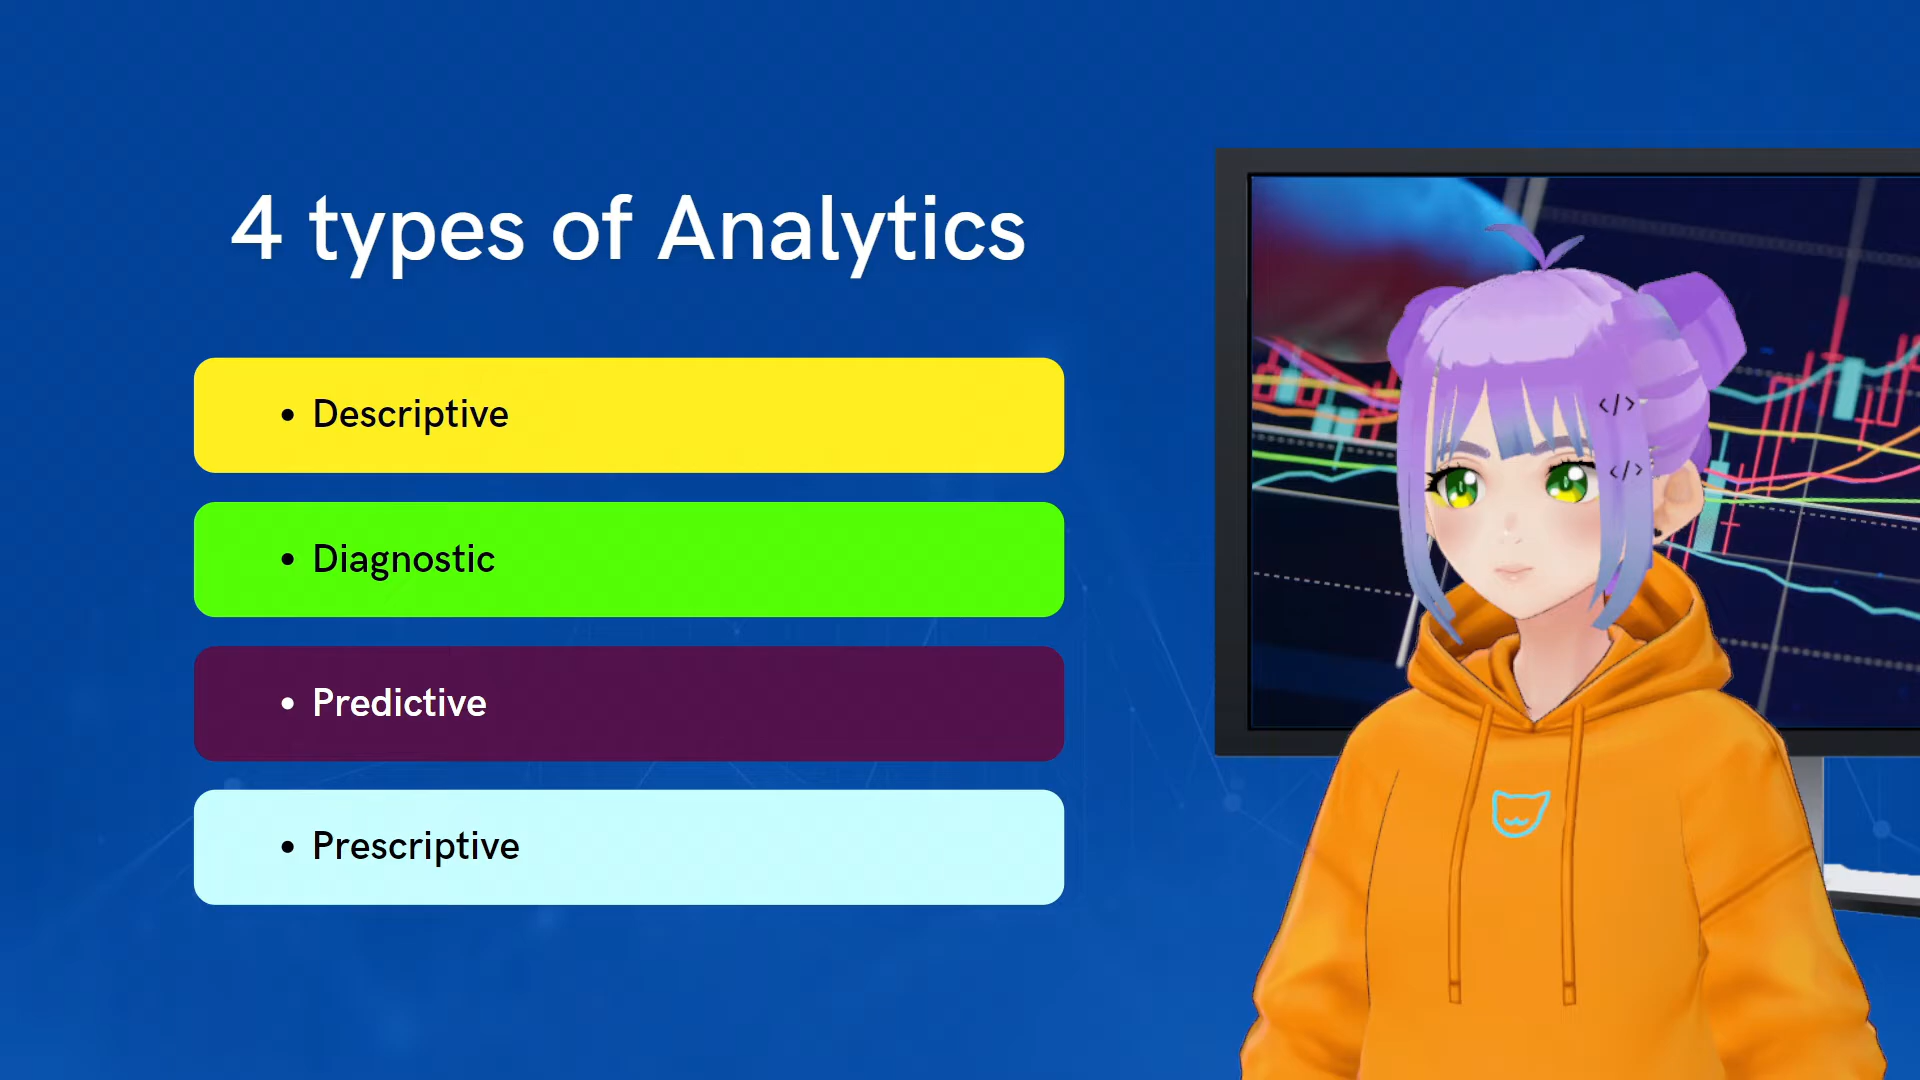 4 types of Analytics
• Descriptive
• Diagnostic
• Predictive
• Prescriptive
</>
</>